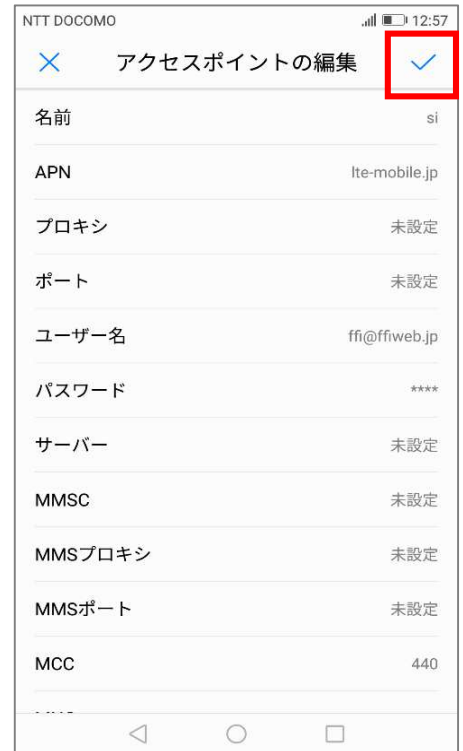 NTT DOCOMO 12:57
アクセスポイントの編集
名前 si
APN lte-mobile.jp
プロキシ 未設定
ポート 未設定
ユーザー名 ffi@ffiweb.jp
パスワード ****
サーバー 未設定
MMSC 未設定
MMSプロキシ 未設定
MMSポート 未設定
MCC 440